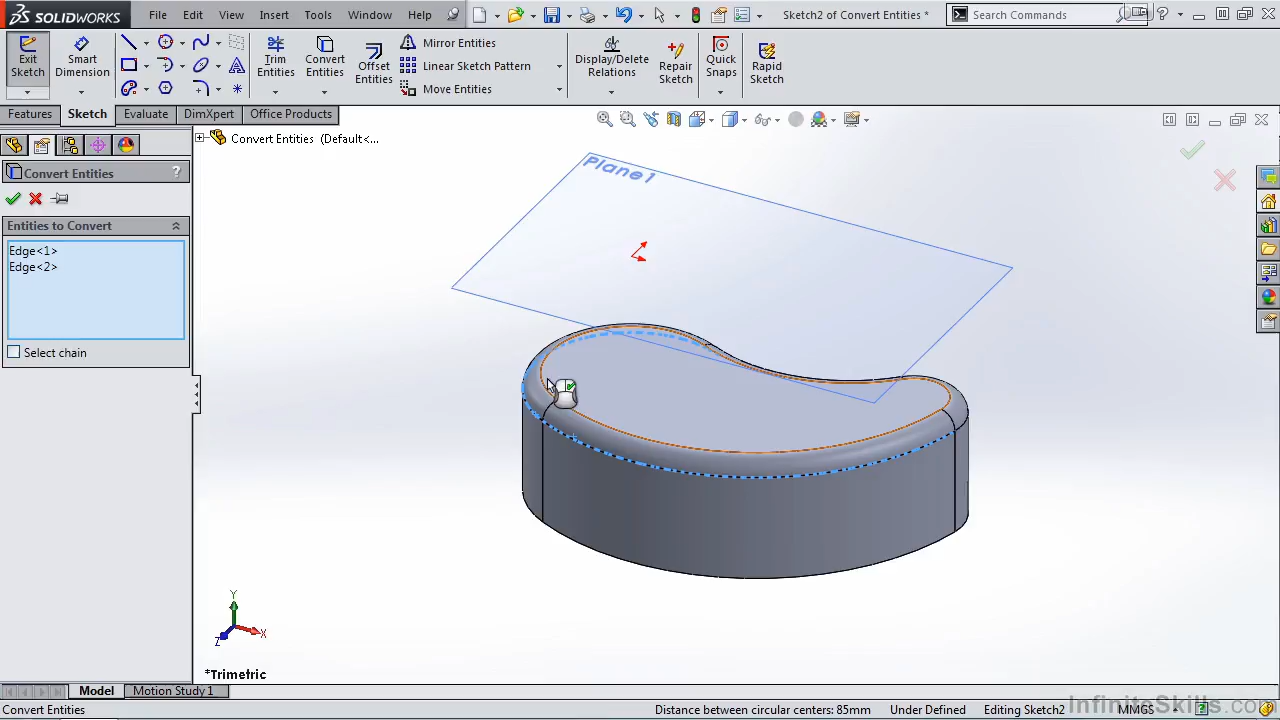 SOLIDWORKS File Edit View Insert Tools Window Help Sketch2 of Convert Entities * Search Commands ?
Exit Sketch
Smart Dimension
Trim Entities
Convert Entities
Offset Entities
Mirror Entities
Linear Sketch Pattern
Move Entities
Display/Delete Relations
Repair Sketch
Quick Snaps
Rapid Sketch
Features Sketch Evaluate DimXpert Office Products
Convert Entities (Default<...
Convert Entities ?
Entities to Convert
Edge<1>
Edge<2>
Select chain
Plane1
Y
X
Z
*Trimetric
Model Motion Study 1
InfiniteSkills.com
Convert Entities Distance between circular centers: 85mm Under Defined Editing Sketch2 MMGS ?